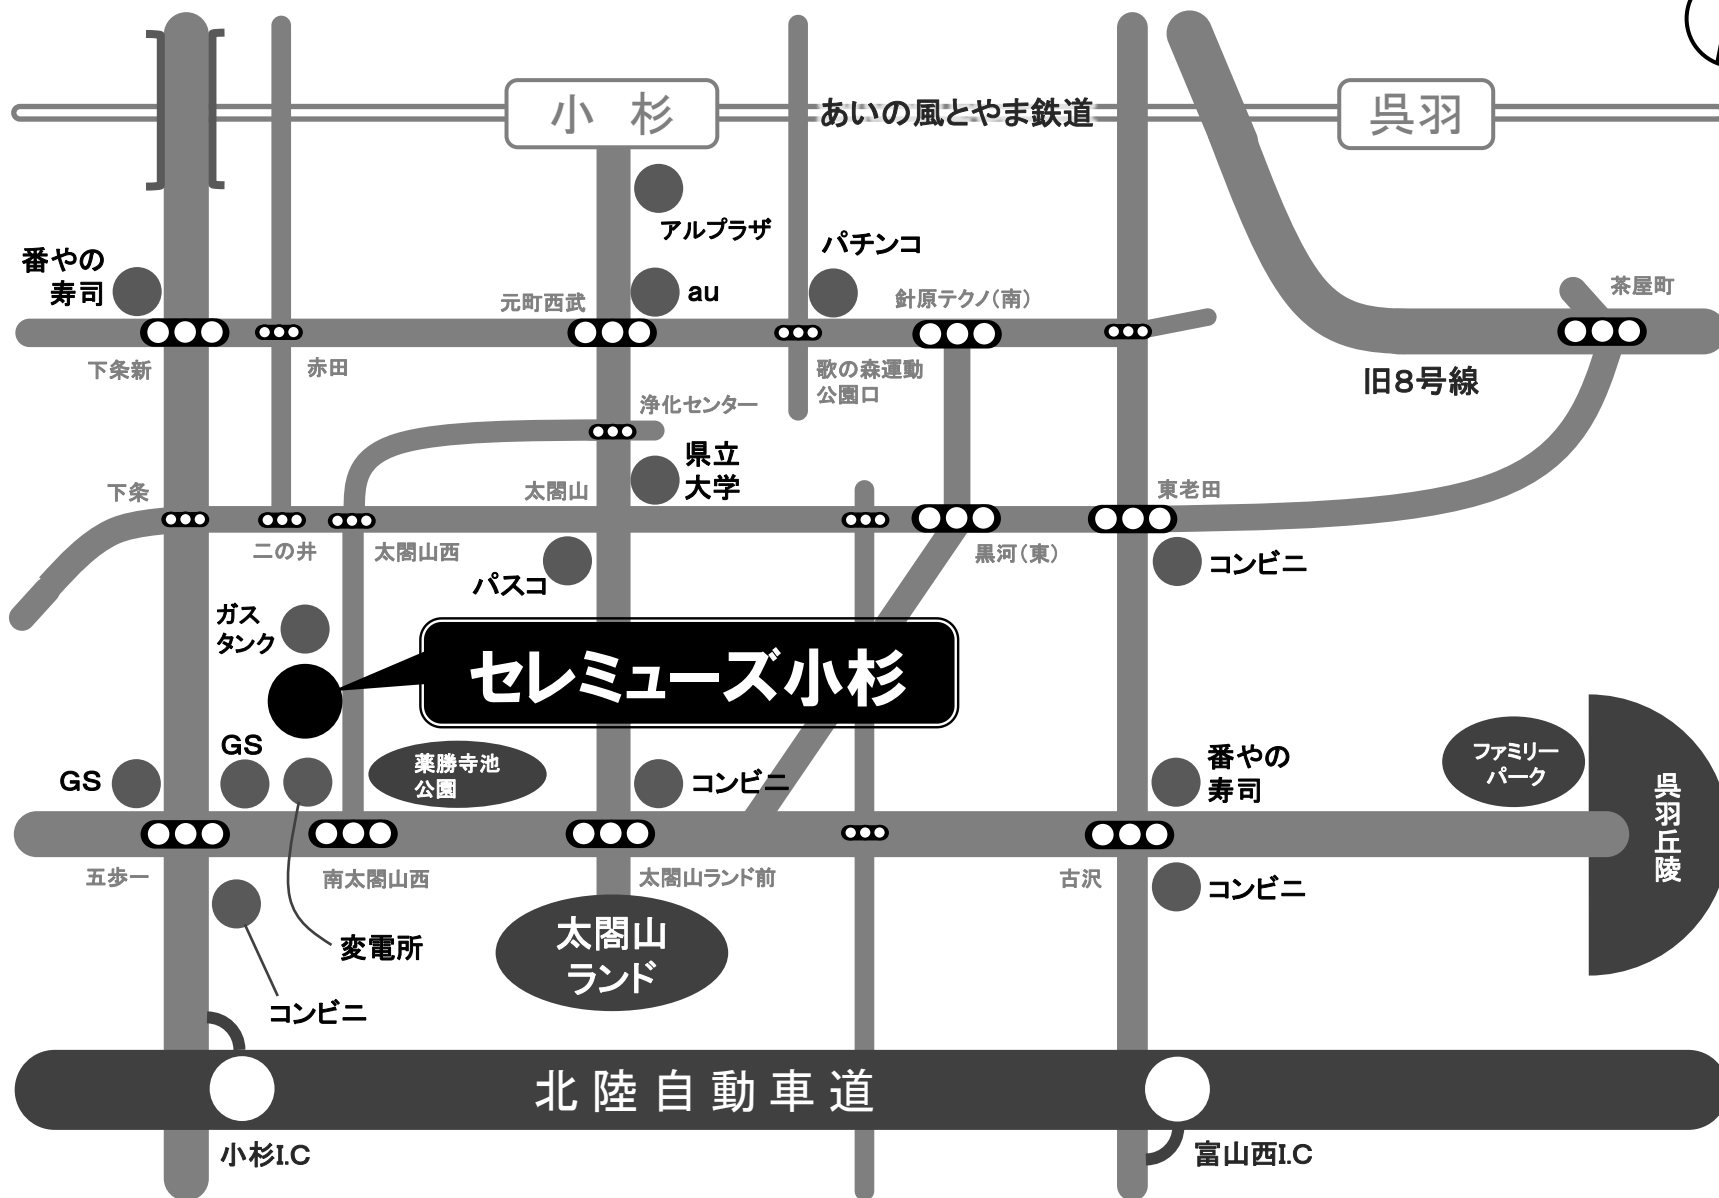 小 杉
あいの風とやま鉄道
呉羽
アルプラザ
パチンコ
番やの
寿司
元町西武
au
針原テクノ（南）
茶屋町
下条新
赤田
歌の森運動
公園口
旧８号線
浄化センター
県立
大学
下条
太閤山
東老田
二の井
太閤山西
黒河（東）
パスコ
コンビニ
ガス
タンク
セレミューズ小杉
GS
GS
薬勝寺池
公園
コンビニ
番やの
寿司
ファミリー
パーク
呉羽丘陵
五歩一
南太閤山西
太閤山ランド前
古沢
コンビニ
太閤山
ランド
変電所
コンビニ
北陸自動車道
小杉I.C
富山西I.C